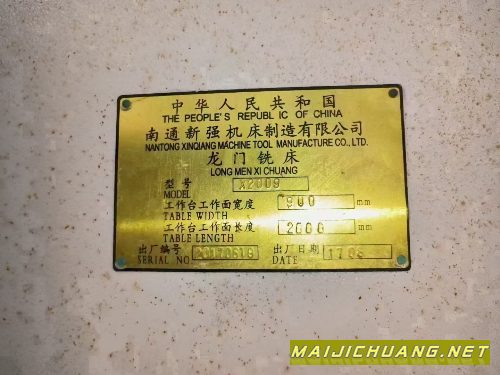 中华人民共和国
THE PEOPLE'S REPUBLIC OF CHINA
南通新强机床制造有限公司
NANTONG XINQIANG MACHINE TOOL MANUFACTURE CO., LTD.
龙门铣床
LONG MEN XI CHUANG
型号 X2009
MODEL
工作台工作面宽度 900 mm
TABLE WIDTH
工作台工作面长度 2000 mm
TABLE LENGTH
出厂编号 出厂日期
SERIAL NO DATE
MAIJICHUANG.NET